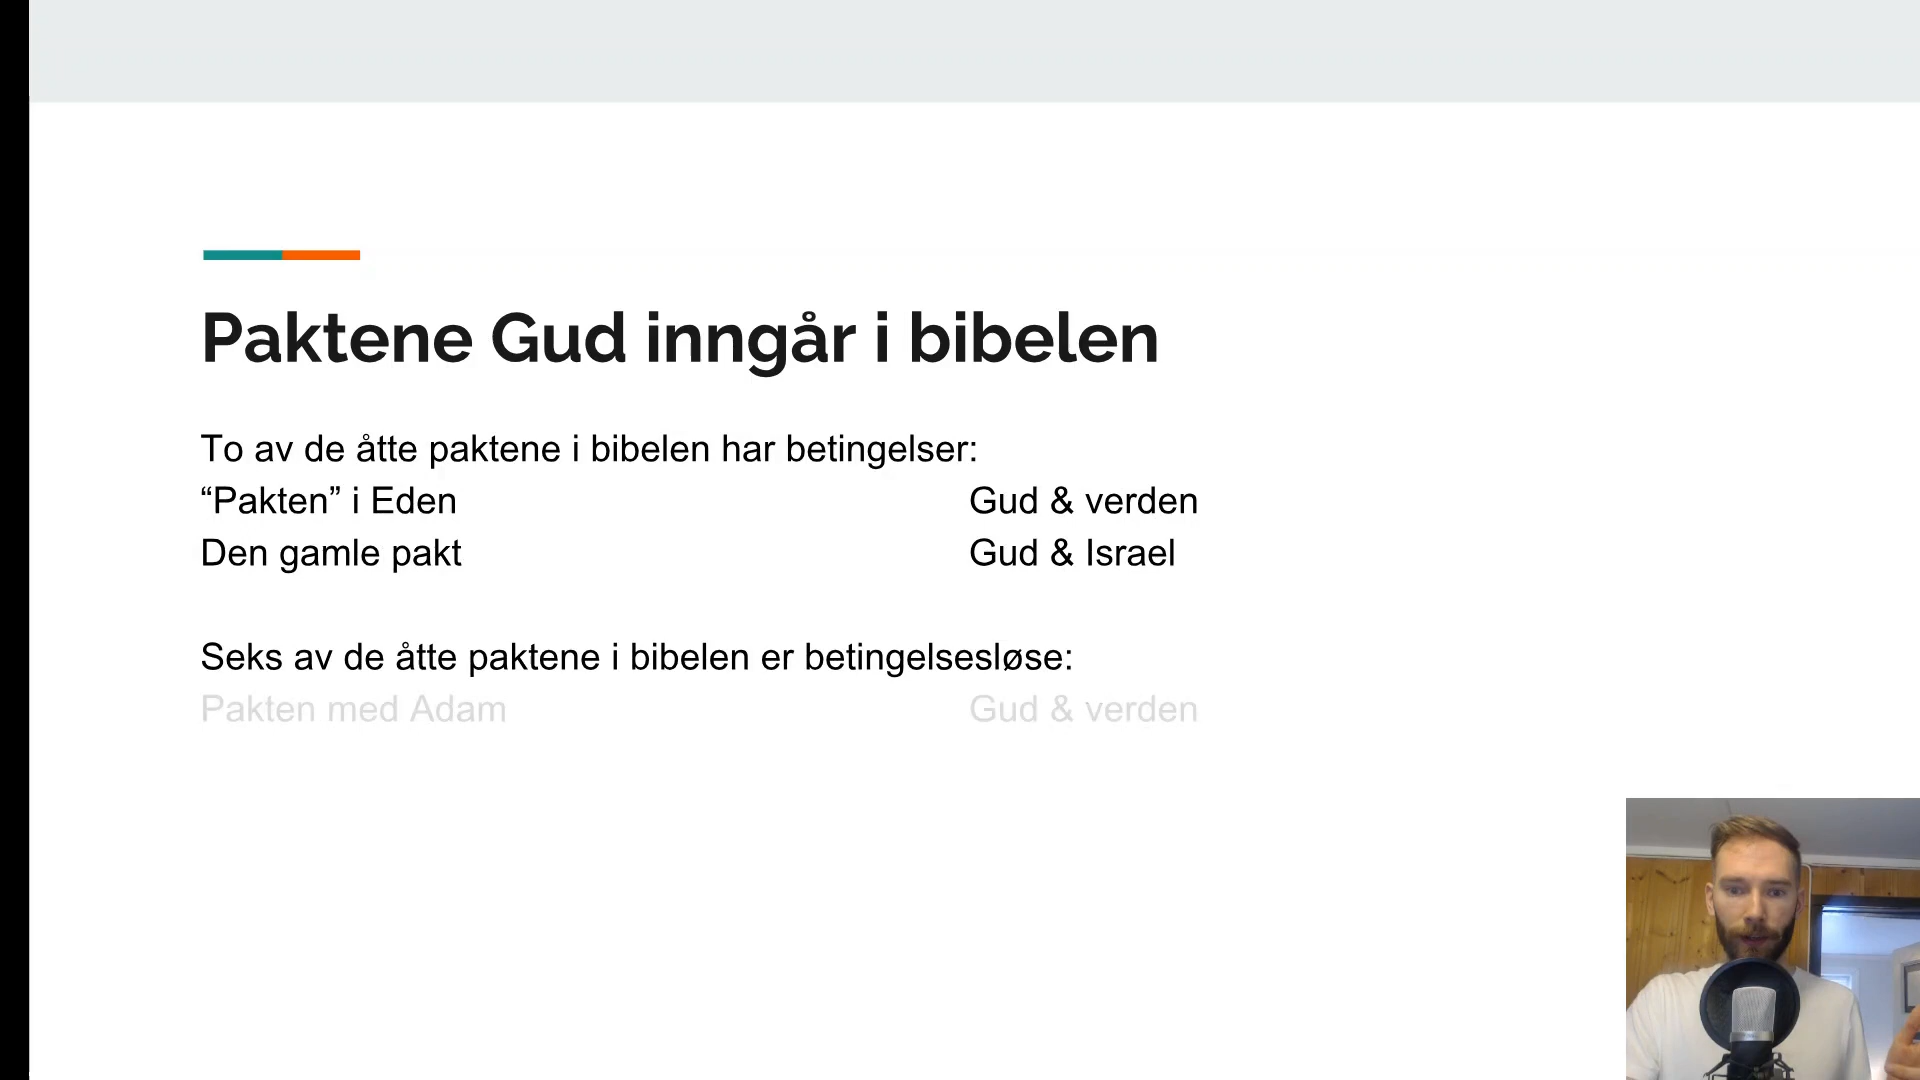 Paktene Gud inngår i bibelen
To av de åtte paktene i bibelen har betingelser:
“Pakten” i Eden Gud & verden
Den gamle pakt Gud & Israel
Seks av de åtte paktene i bibelen er betingelsesløse:
Pakten med Adam Gud & verden